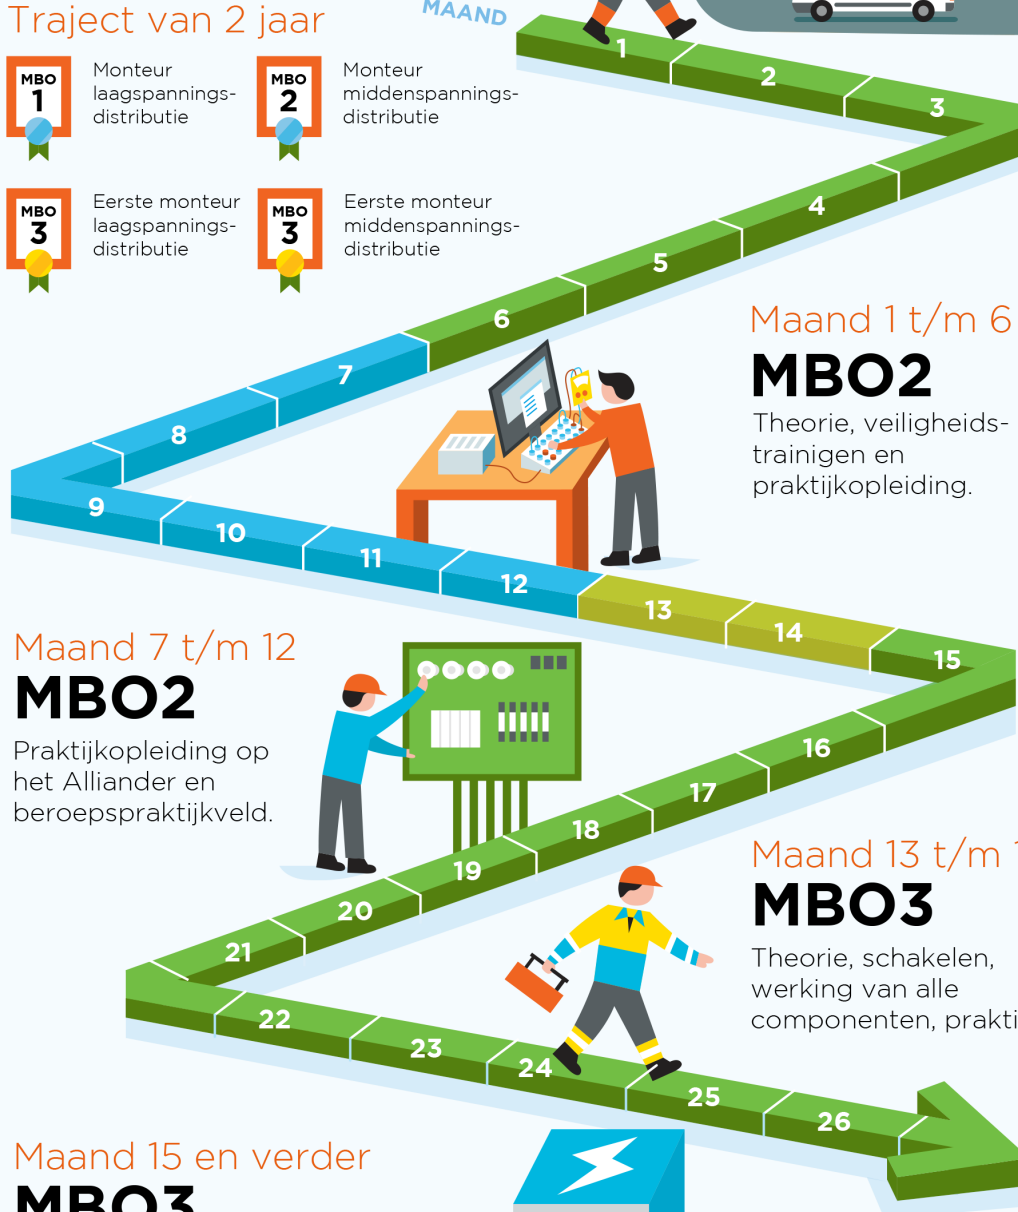 Traject van 2 jaar
MAAND
MBO
1
Monteur
laagspannings-
distributie
MBO
2
Monteur
middenspannings-
distributie
MBO
3
Eerste monteur
laagspannings-
distributie
MBO
3
Eerste monteur
middenspannings-
distributie
1
2
3
4
5
6
7
8
9
10
11
12
13
14
15
16
17
18
19
20
21
22
23
24
25
26
Maand 1 t/m 6
MBO2
Theorie, veiligheids-
trainigen en
praktijkopleiding.
Maand 7 t/m 12
MBO2
Praktijkopleiding op
het Alliander en
beroepspraktijkveld.
Maand 13 t/m
MBO3
Theorie, schakelen,
werking van alle
componenten, prakti
Maand 15 en verder
MBO3